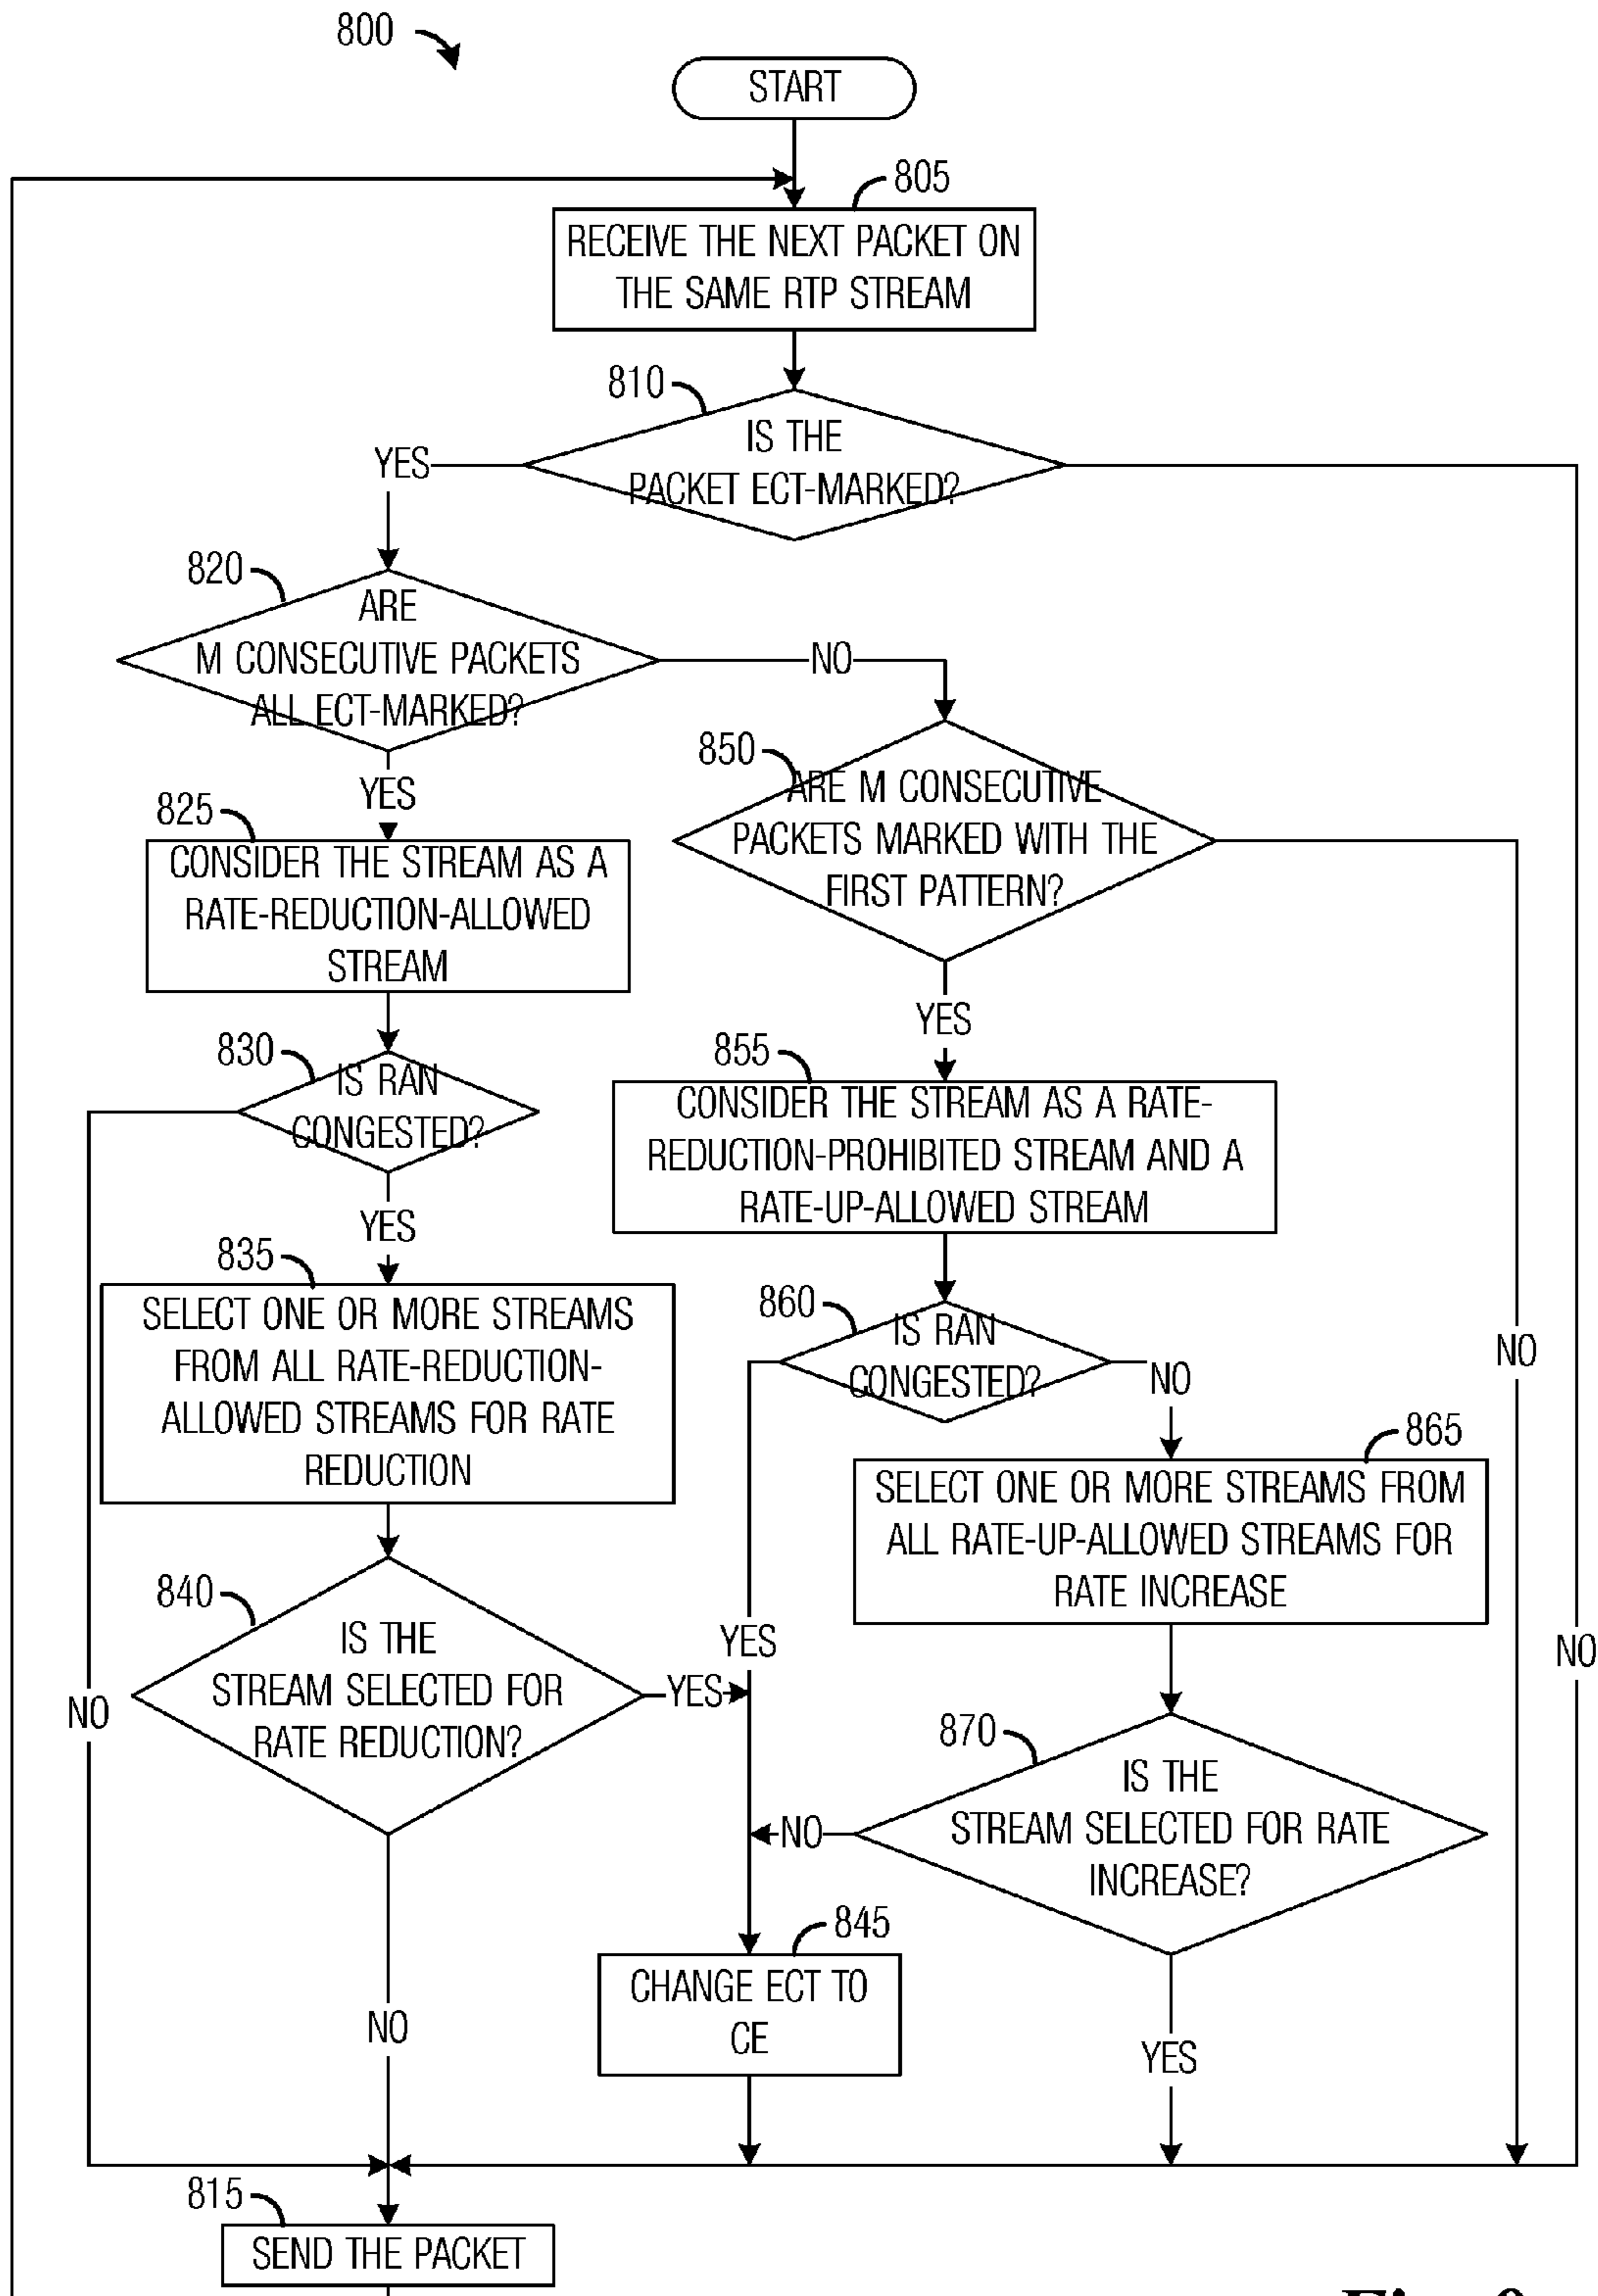 800
START
805
RECEIVE THE NEXT PACKET ON
THE SAME RTP STREAM
810
IS THE
PACKET ECT-MARKED?
YES
820
ARE
M CONSECUTIVE PACKETS
ALL ECT-MARKED?
NO
YES
850
ARE M CONSECUTIVE
PACKETS MARKED WITH THE
FIRST PATTERN?
825
CONSIDER THE STREAM AS A
RATE-REDUCTION-ALLOWED
STREAM
YES
830
IS RAN
CONGESTED?
855
CONSIDER THE STREAM AS A RATE-
REDUCTION-PROHIBITED STREAM AND A
RATE-UP-ALLOWED STREAM
YES
835
SELECT ONE OR MORE STREAMS
FROM ALL RATE-REDUCTION-
ALLOWED STREAMS FOR RATE
REDUCTION
860
IS RAN
CONGESTED?
NO
NO
865
SELECT ONE OR MORE STREAMS FROM
ALL RATE-UP-ALLOWED STREAMS FOR
RATE INCREASE
840
IS THE
STREAM SELECTED FOR
RATE REDUCTION?
YES
YES
NO
NO
870
IS THE
STREAM SELECTED FOR RATE
INCREASE?
NO
845
CHANGE ECT TO
CE
NO
YES
815
SEND THE PACKET